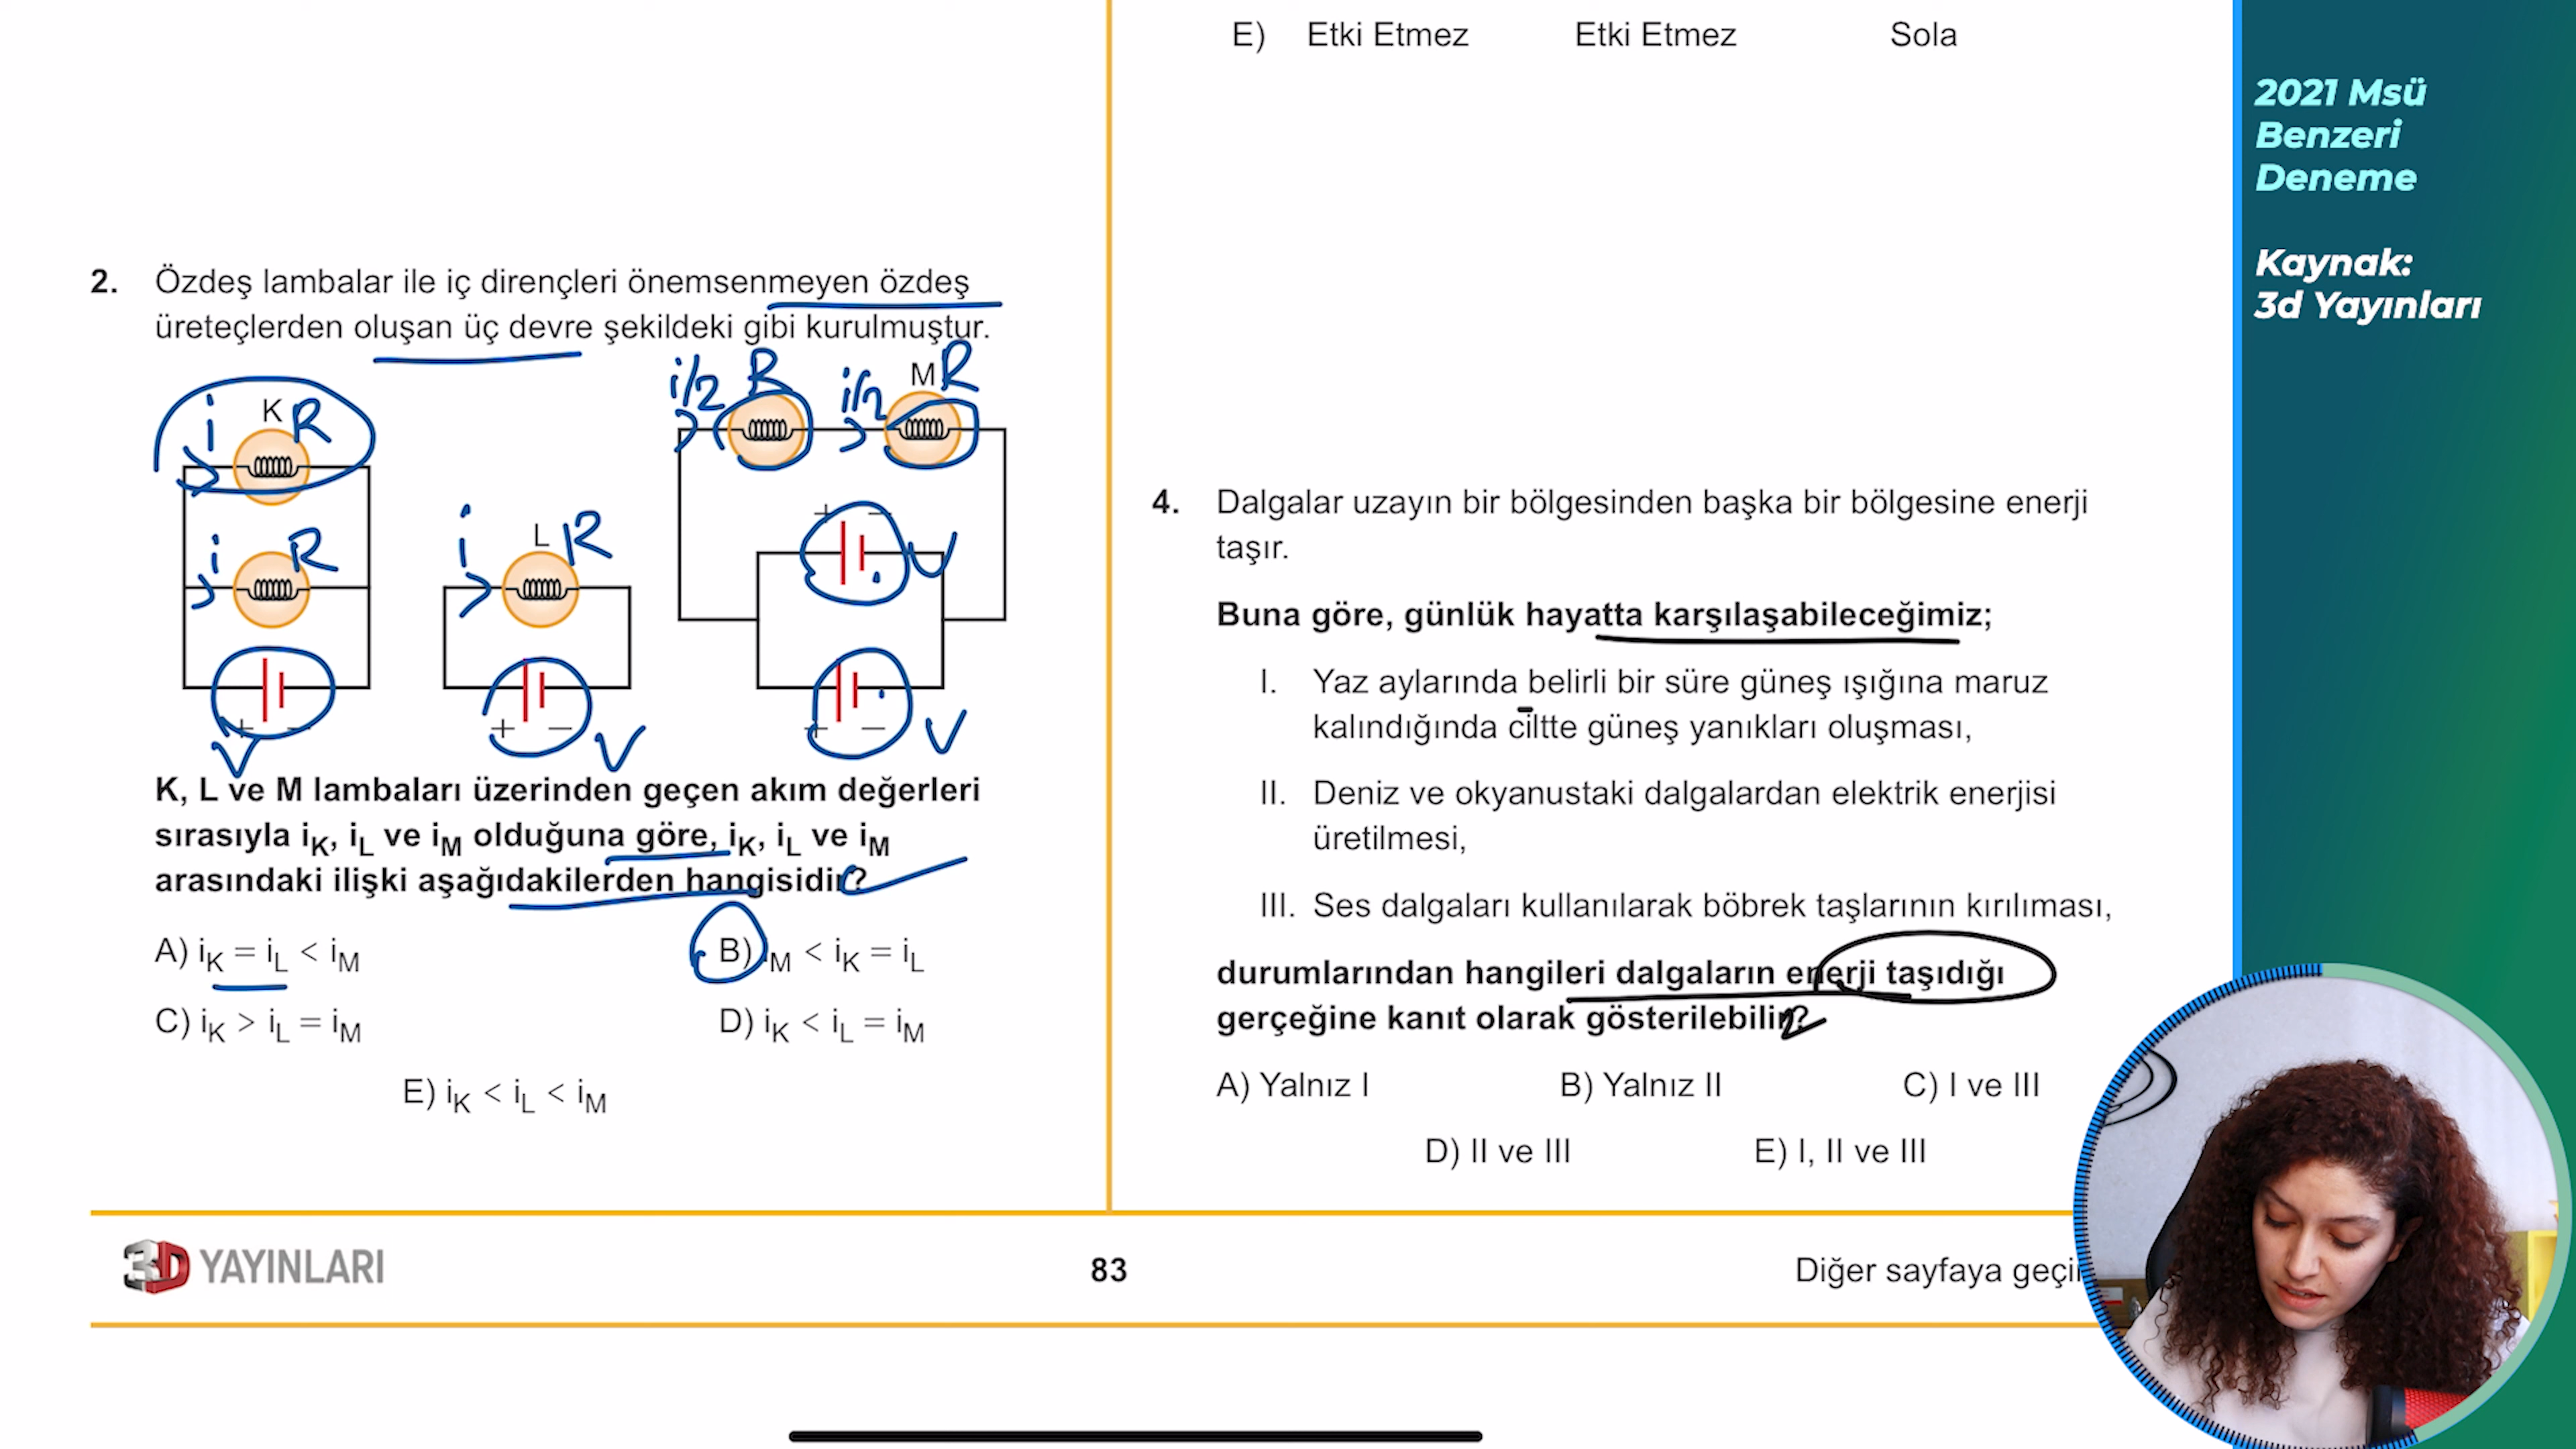 E) Etki Etmez Etki Etmez Sola
2021 Msü
Benzeri
Deneme
Kaynak:
3d Yayınları
2. Özdeş lambalar ile iç dirençleri önemsenmeyen özdeş
üreteçlerden oluşan üç devre şekildeki gibi kurulmuştur.
i/2 R i/2 M R
i K R
i R
i L R
+ − V
+ − V
+ − V
+ − V
K, L ve M lambaları üzerinden geçen akım değerleri
sırasıyla iK, iL ve iM olduğuna göre, iK, iL ve iM
arasındaki ilişki aşağıdakilerden hangisidir?
A) iK = iL < iM B) iM < iK = iL
C) iK > iL = iM D) iK < iL = iM
E) iK < iL < iM
4. Dalgalar uzayın bir bölgesinden başka bir bölgesine enerji
taşır.
Buna göre, günlük hayatta karşılaşabileceğimiz;
I. Yaz aylarında belirli bir süre güneş ışığına maruz
kalındığında ciltte güneş yanıkları oluşması,
II. Deniz ve okyanustaki dalgalardan elektrik enerjisi
üretilmesi,
III. Ses dalgaları kullanılarak böbrek taşlarının kırılıması,
durumlarından hangileri dalgaların enerji taşıdığı
gerçeğine kanıt olarak gösterilebilir?
A) Yalnız I B) Yalnız II C) I ve III
D) II ve III E) I, II ve III
3D YAYINLARI 83 Diğer sayfaya geçi